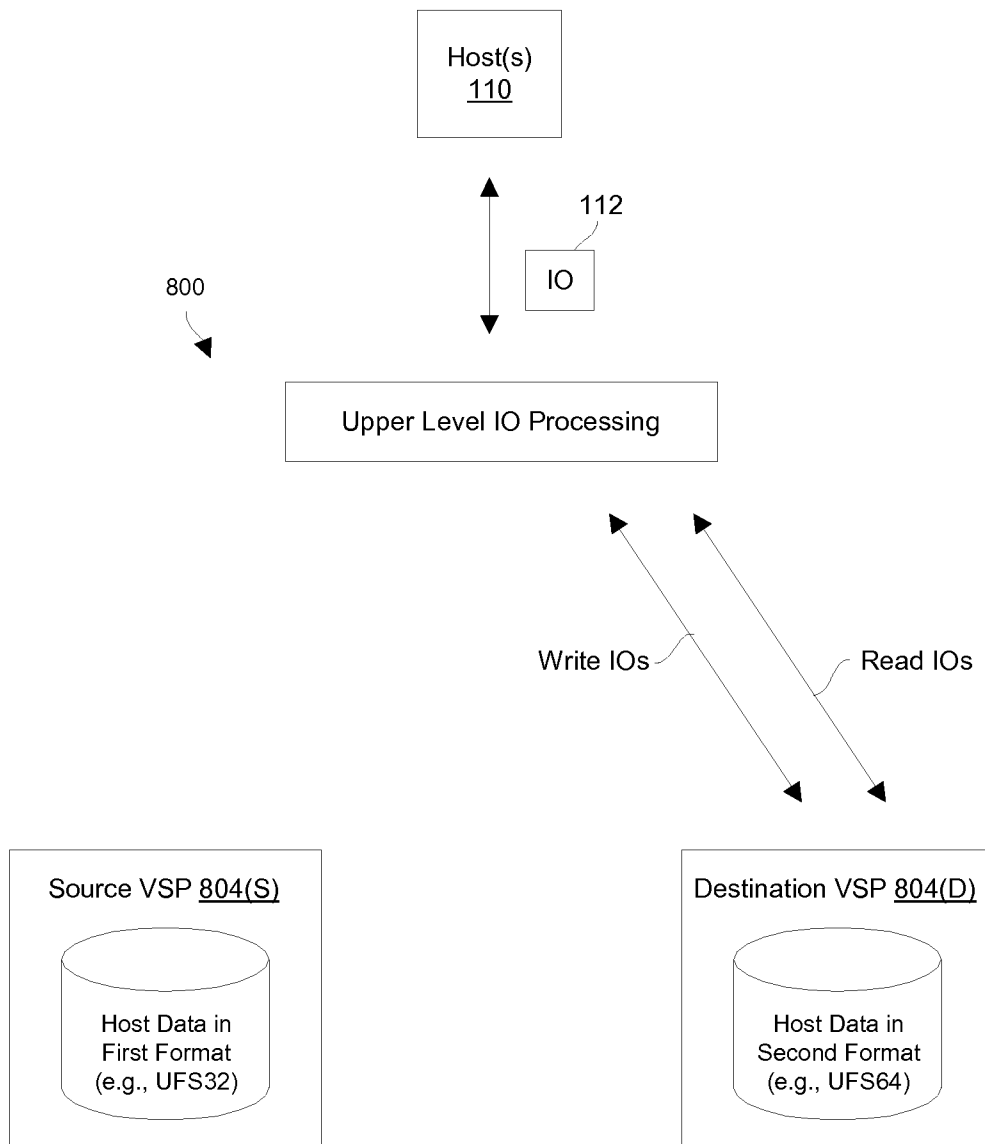 Host(s)
110
112
IO
800
Upper Level IO Processing
Write IOs
Read IOs
Source VSP 804(S)
Host Data in
First Format
(e.g., UFS32)
Destination VSP 804(D)
Host Data in
Second Format
(e.g., UFS64)